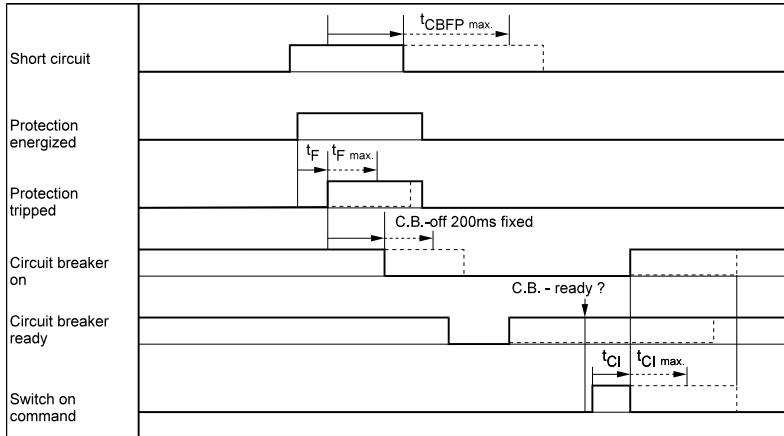 tCBFP max.
Short circuit
Protection
energized
tF tF max.
Protection
tripped
C.B.-off 200ms fixed
Circuit breaker
on
C.B. - ready ?
Circuit breaker
ready
tCI tCI max.
Switch on
command